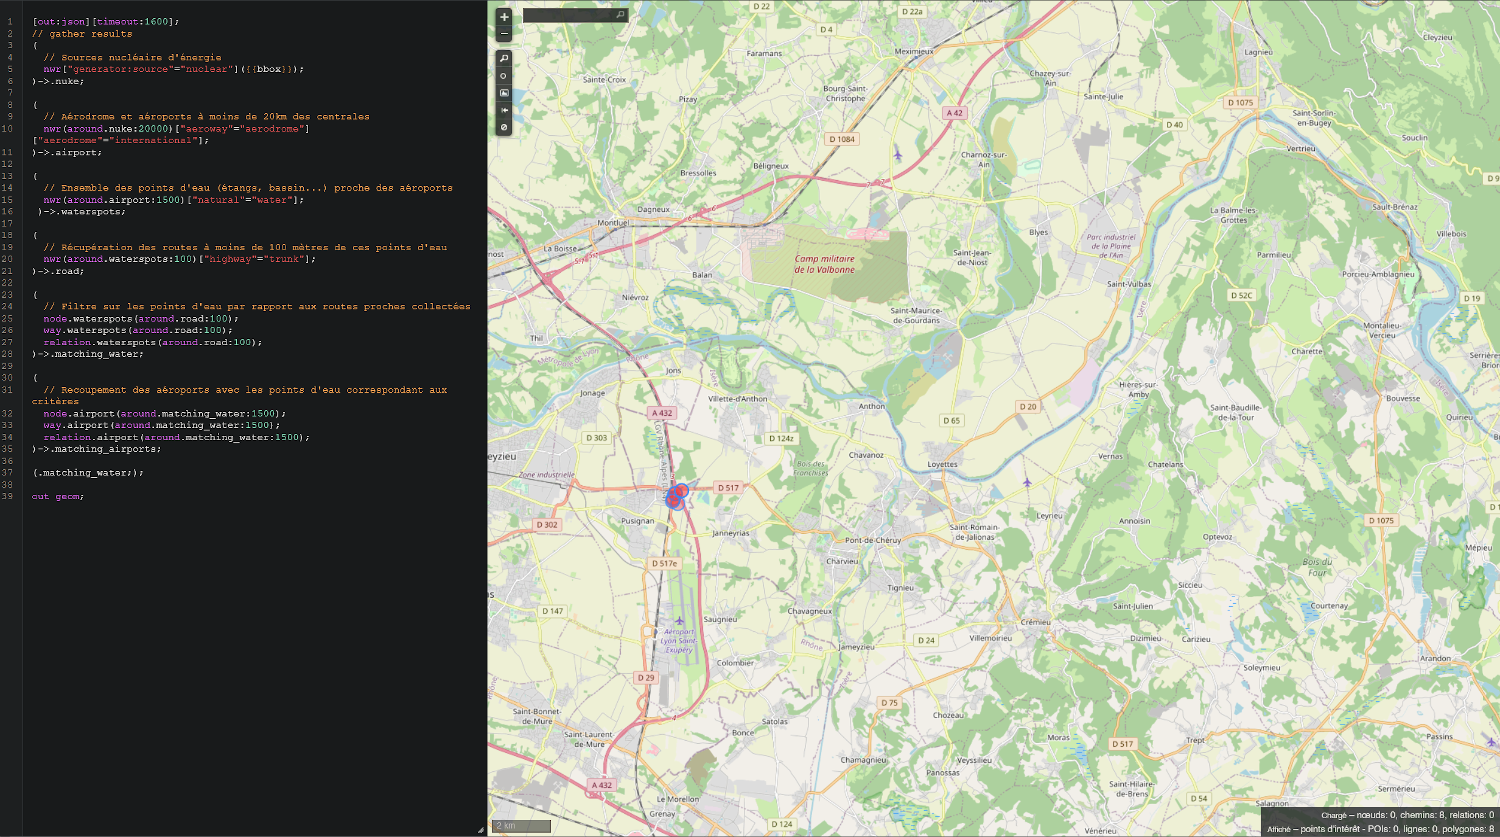 1 [out:json][timeout:1600];
2 // gather results
3 (
4 // Sources nucléaire d'énergie
5 nwr["generator:source"="nuclear"]({{bbox}});
6 )->.nuke;
7
8 (
9 // Aérodrome et aéroports à moins de 20km des centrales
10 nwr(around.nuke:20000)["aeroway"="aerodrome"]
["aerodrome"="international"];
11 )->.airport;
12
13 (
14 // Ensemble des points d'eau (étangs, bassin...) proche des aéroports
15 nwr(around.airport:1500)["natural"="water"];
16 )->.waterspots;
17
18 (
19 // Récupération des routes à moins de 100 mètres de ces points d'eau
20 nwr(around.waterspots:100)["highway"="trunk"];
21 )->.road;
22
23 (
24 // Filtre sur les points d'eau par rapport aux routes proches collectées
25 node.waterspots(around.road:100);
26 way.waterspots(around.road:100);
27 relation.waterspots(around.road:100);
28 )->.matching_water;
29
30 (
31 // Recoupement des aéroports avec les points d'eau correspondant aux
critères
32 node.airport(around.matching_water:1500);
33 way.airport(around.matching_water:1500);
34 relation.airport(around.matching_water:1500);
35 )->.matching_airports;
36
37 (.matching_water;);
38
39 out geom;
+
−
D 22
D 22a
D 4
Faramans
Meximieux
Lagnieu
Cleyzieu
Sainte-Croix
Chazey-sur-
Ain
Sainte-Julie
Pizay
Bourg-Saint-
Christophe
A 42
D 1075
Saint-Sorlin-
en-Bugey
D 40
Souclin
D 1084
Vertrieu
Charnoz-sur-
Ain
Béligneux
Bressolles
Parmilieu
D 9
Dagneux
Montluel
La Balme-les-
Grottes
Sault-Brénaz
Blyes
Parc industriel
de la Plaine
de l'Ain
Villebois
La Boisse
Camp militaire
de la Valbonne
Saint-Jean-
de-Niost
Parmilieu
Porcieu-Amblagnieu
Balan
Saint-Vulbas
Isère
D 52C
D 19
Niévroz
Saint-Maurice-
de-Gourdans
Montalieu-
Vercieu
Thil
Charette
Serrières-
Brior
Jons
Isère
Hières-sur-
Amby
Jonage
Villette-d'Anthon
Anthon
Bouvesse
A 432
D 20
Saint-Baudille-
de-la-Tour
Quirieu
D 65
D 303
D 124z
Chavanoz
Vernas
Bois des
Franchises
Loyettes
Chatelans
eyzieu
Zone industrielle
D 517
Leyrieu
Pusignan
D 302
Janneyrias
Saint-Romain-
de-Jalionas
Annoisin
D 1075
Pont-de-Chéruy
Optevoz
Mépieu
D 517e
Charvieu
Bois du
Four
Tignieu
Siccieu
D 147
Chavagneux
Saint-Julien
Courtenay
Saugnieu
Crémieu
Aéroport
Lyon Saint-
Exupéry
Rhône
Isère
D 24
Villemoirieu
Dizimieu
Carizieu
Jameyzieu
Colombier
Arandon
Soleymieu
D 29
D 75
Saint-Bonnet-
de-Mure
Satolas
Chozeau
Bonce
Saint-Laurent-
de-Mure
Moras
D 517
Trept
Passins
Chamagnieu
Veyssilieu
Panossas
A 432
Saint-Hilaire-
de-Brens
Sermérieu
Le Morellon
D 54
Salagnon
D 124
Vénérieu
2 km
Chargé – nœuds: 0, chemins: 8, relations: 0
Affiché – points d'intérêt - POIs: 0, lignes: 0, polygones: 8